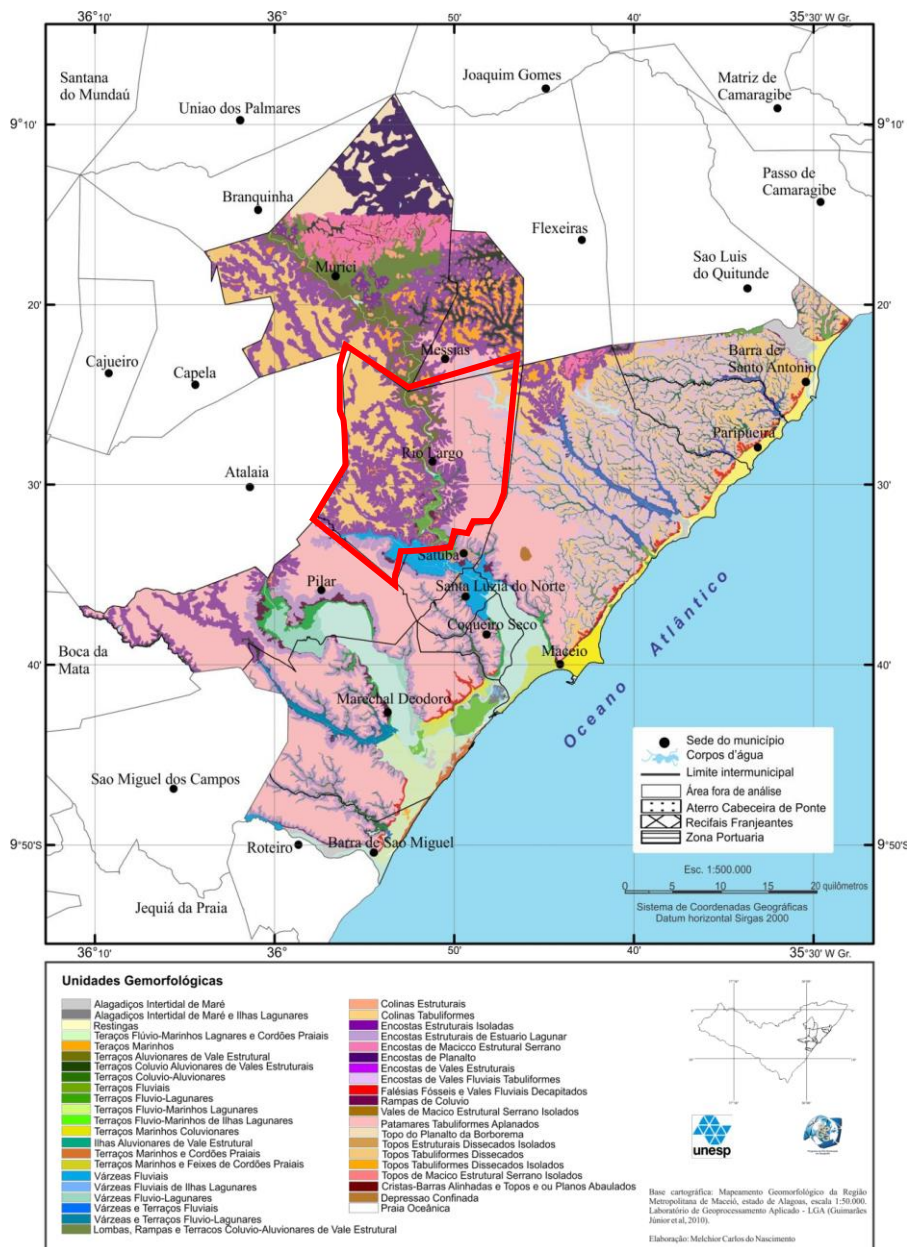 36° 10'
50'
40'
35° 30' W Gr.
Santana
do Mundaú
Joaquim Gomes
Matriz de
Camaragibe
Uniao dos Palmares
9° 10'
9° 10'
Passo de
Camaragibe
Branquinha
Flexeiras
Sao Luis
do Quitunde
Murici
20'
20'
Messias
Barra de
Santo Antonio
Cajueiro
Capela
Paripueira
Rio Largo
Atalaia
30'
30'
Satuba
Pilar
Santa Luzia do Norte
Coqueiro Seco
Boca da
Mata
40'
40'
Maceio
Oceano Atlântico
Marechal Deodoro
Sede do município
Corpos d'água
Limite intermunicipal
Área fora de análise
Aterro Cabeceira de Ponte
Recifais Franjeantes
Zona Portuaria
Sao Miguel dos Campos
Roteiro
Barra de Sao Miguel
9° 50'S
9° 50'S
Esc. 1:500.000
0 5 10 15 20 quilômetros
Sistema de Coordenadas Geográficas
Datum horizontal Sirgas 2000
Jequiá da Praia
36° 10'
50'
40'
35° 30' W Gr.
Unidades Gemorfológicas
Alagadiços Intertidal de Maré
Alagadiços Intertidal de Maré e Ilhas Lagunares
Restingas
Teraços Flúvio-Marinhos Lagnares e Cordões Praiais
Teraços Marinhos
Terraços Aluvionares de Vale Estrutural
Terraços Coluvio Aluvionares de Vales Estruturais
Terraços Coluvio-Aluvionares
Terraços Fluviais
Terraços Fluvio-Lagunares
Terraços Fluvio-Marinhos Lagunares
Terraços Fluvio-Marinhos de Ilhas Lagunares
Terraços Marinhos Coluvionares
Ilhas Aluvionares de Vale Estrutural
Terraços Marinhos e Cordões Praiais
Terraços Marinhos e Feixes de Cordões Praiais
Várzeas Fluviais
Várzeas Fluviais de Ilhas Lagunares
Várzeas Fluvio-Lagunares
Várzeas e Terraços Fluviais
Várzeas e Terraços Fluvio-Lagunares
Lombas, Rampas e Terracos Coluvio-Aluvionares de Vale Estrutural
Colinas Estruturais
Colinas Tabuliformes
Encostas Estruturais Isoladas
Encostas Estruturais de Estuario Lagunar
Encostas de Macicco Estrutural Serrano
Encostas de Planalto
Encostas de Vales Estruturais
Encostas de Vales Fluviais Tabuliformes
Falésias Fósseis e Vales Fluviais Decapitados
Rampas de Coluvio
Vales de Macico Estrutural Serrano Isolados
Patamares Tabuliformes Aplanados
Topo do Planalto da Borborema
Topos Estruturais Dissecados Isolados
Topos Tabuliformes Dissecados
Topos Tabuliformes Dissecados Isolados
Topos de Macico Estrutural Serrano Isolados
Cristas-Barras Alinhadas e Topos e ou Planos Abaulados
Depressao Confinada
Praia Oceânica
unesp
Base cartográfica: Mapeamento Geomorfológico da Região
Metropolitana de Maceió, estado de Alagoas, escala 1:50.000.
Laboratório de Geoprocessamento Aplicado - LGA (Guimarães
Júnior et al, 2010).
Elaboração: Melchior Carlos do Nascimento